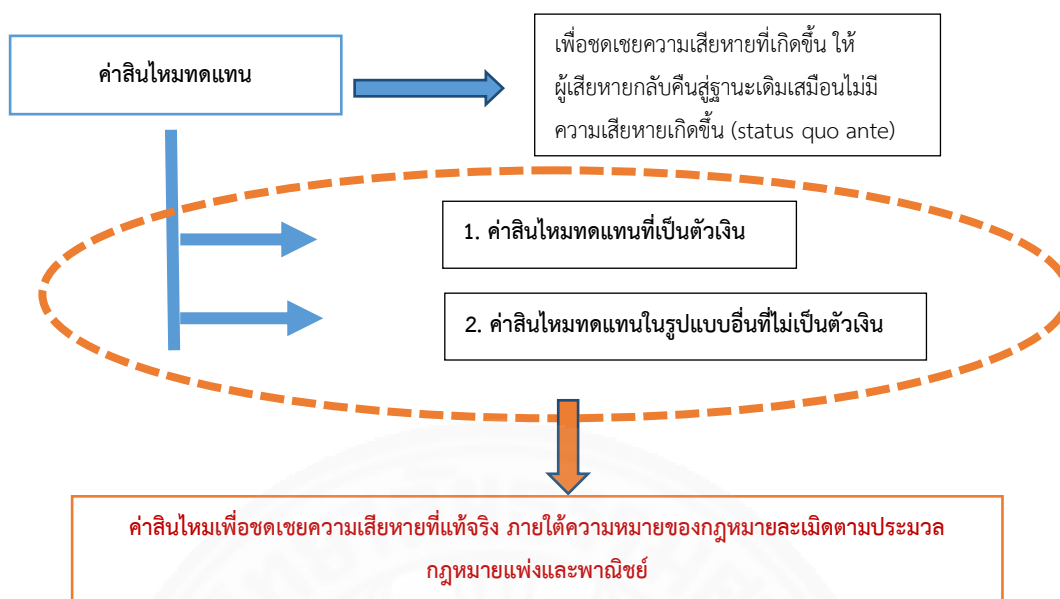 ค่าสินไหมทดแทน
เพื่อชดเชยความเสียหายที่เกิดขึ้น ให้
ผู้เสียหายกลับคืนสู่ฐานะเดิมเสมือนไม่มี
ความเสียหายเกิดขึ้น (status quo ante)
1. ค่าสินไหมทดแทนที่เป็นตัวเงิน
2. ค่าสินไหมทดแทนในรูปแบบอื่นที่ไม่เป็นตัวเงิน
ค่าสินไหมเพื่อชดเชยความเสียหายที่แท้จริง ภายใต้ความหมายของกฎหมายละเมิดตามประมวล
กฎหมายแพ่งและพาณิชย์